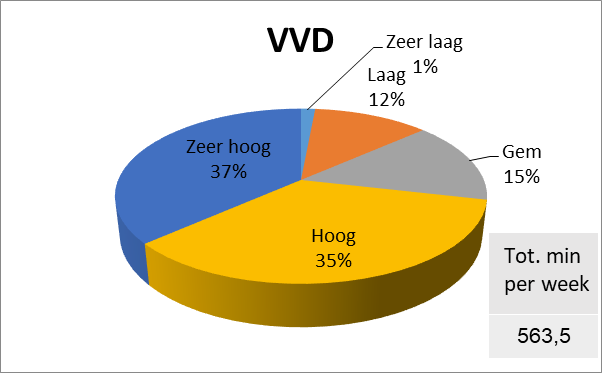 VVD
Zeer laag
1%
Laag
12%
Gem
15%
Hoog
35%
Zeer hoog
37%
Tot. min
per week
563,5